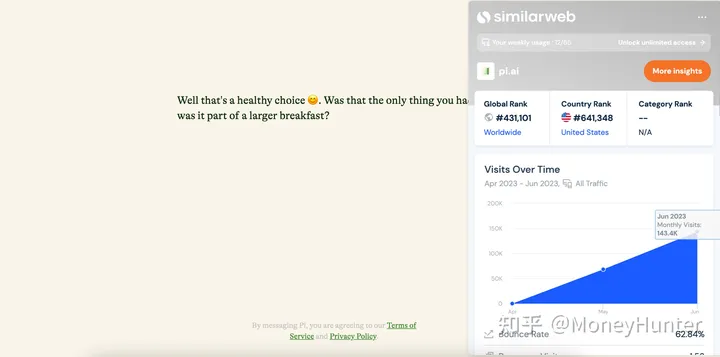 Well that's a healthy choice 😊. Was that the only thing you had
was it part of a larger breakfast?
By messaging Pi, you are agreeing to our Terms of
Service and Privacy Policy.
similarweb
Your weekly usage : 12/50
Unlock unlimited access →
pi.ai
More insights
Global Rank
#431,101
Worldwide
Country Rank
#641,348
United States
Category Rank
--
N/A
Visits Over Time
Apr 2023 - Jun 2023, All Traffic
200K
150K
100K
50K
0
Apr
May
Jun
Jun 2023
Monthly Visits:
143.4K
Bounce Rate
62.84%
知乎 @MoneyHunter